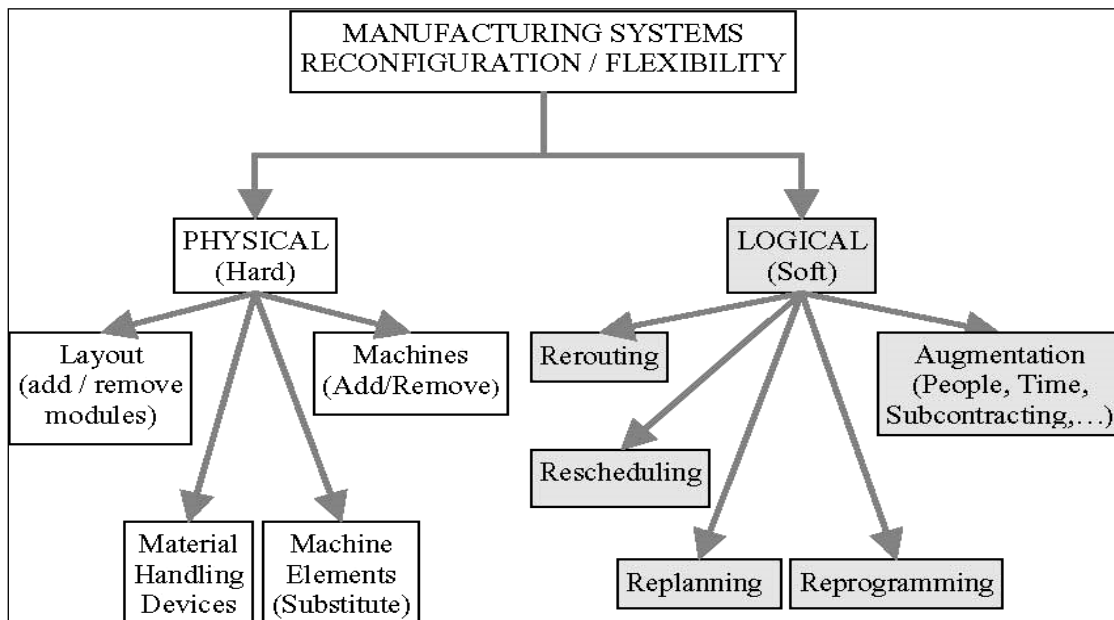 MANUFACTURING SYSTEMS
RECONFIGURATION / FLEXIBILITY
PHYSICAL
(Hard)
LOGICAL
(Soft)
Layout
(add / remove
modules)
Machines
(Add/Remove)
Rerouting
Augmentation
(People, Time,
Subcontracting,…)
Rescheduling
Material
Handling
Devices
Machine
Elements
(Substitute)
Replanning
Reprogramming